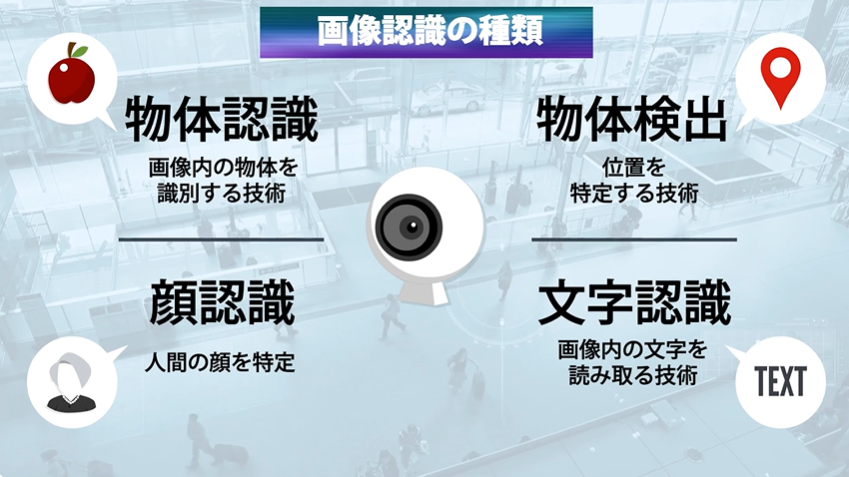 画像認識の種類
物体認識
画像内の物体を
識別する技術
物体検出
位置を
特定する技術
顔認識
人間の顔を特定
文字認識
画像内の文字を
読み取る技術
TEXT